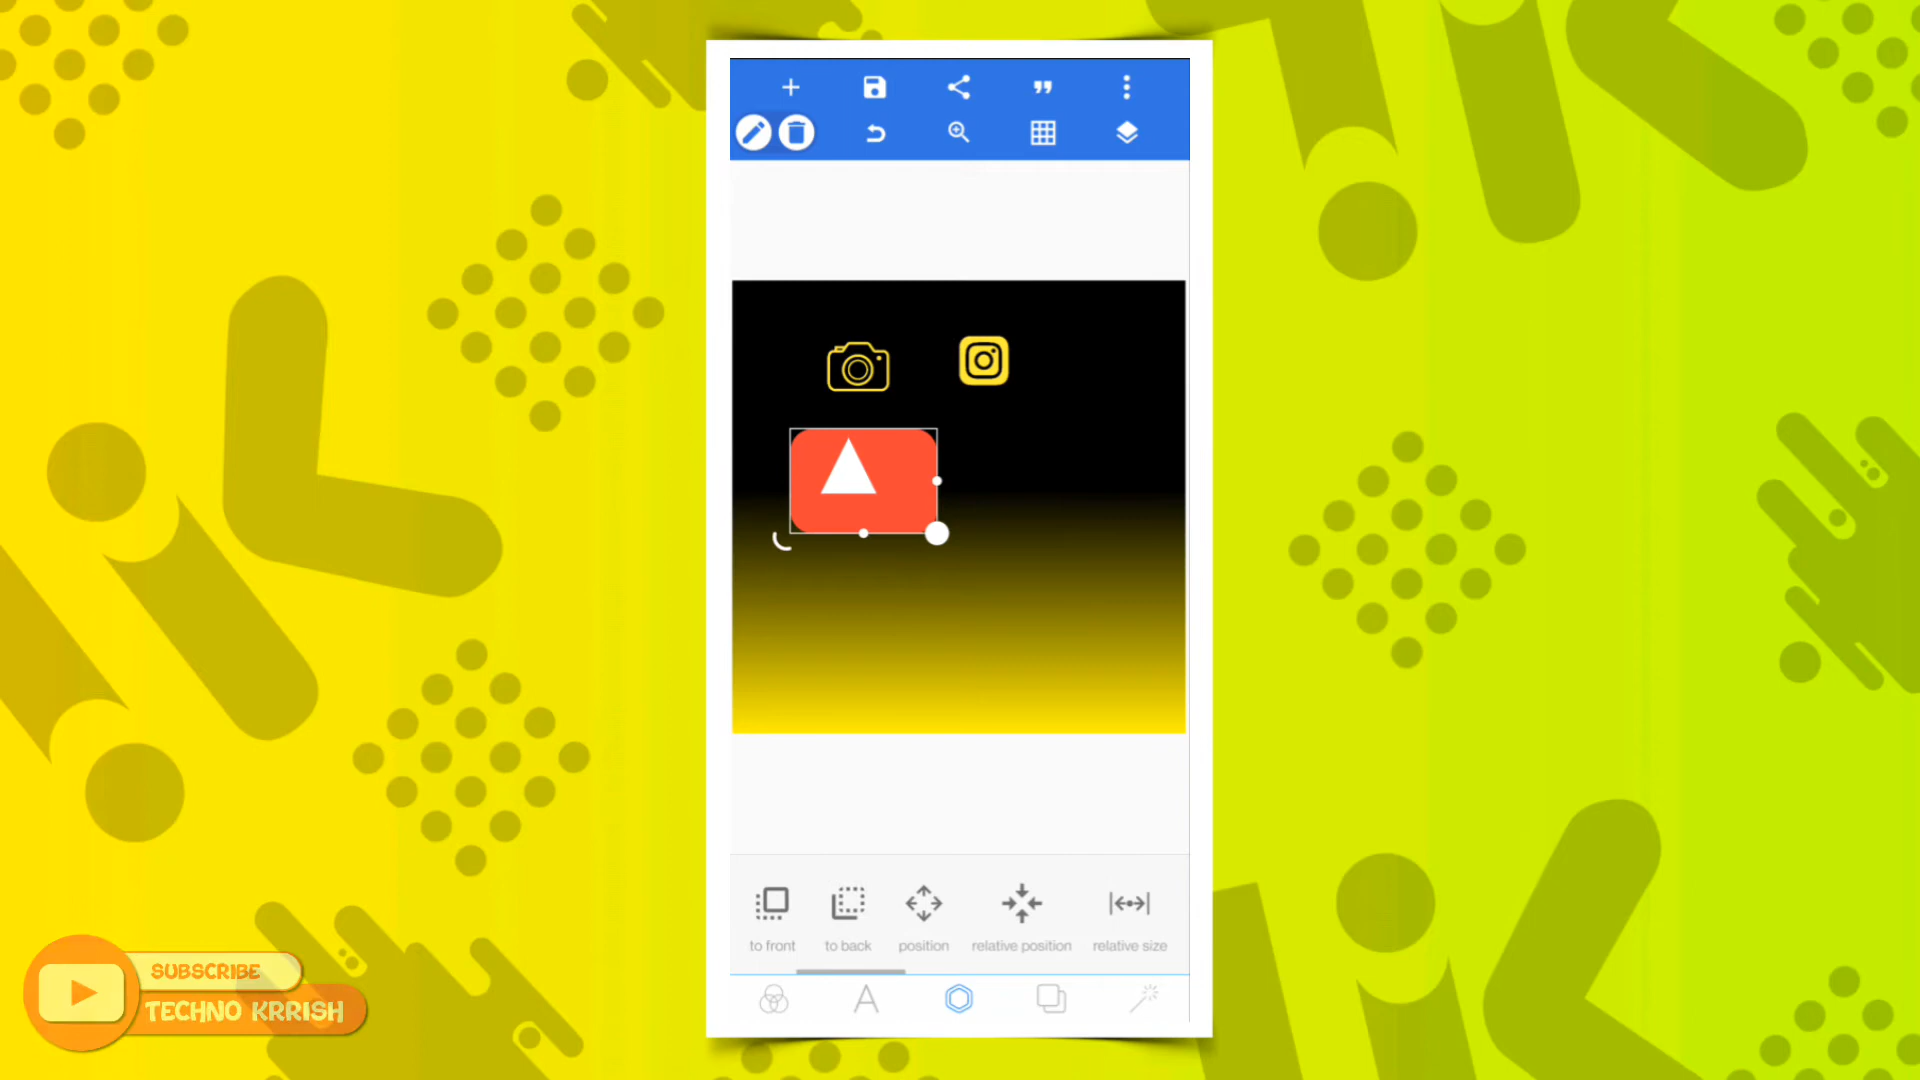 to front
to back
position
relative position
relative size
SUBSCRIBE
TECHNO KRRISH